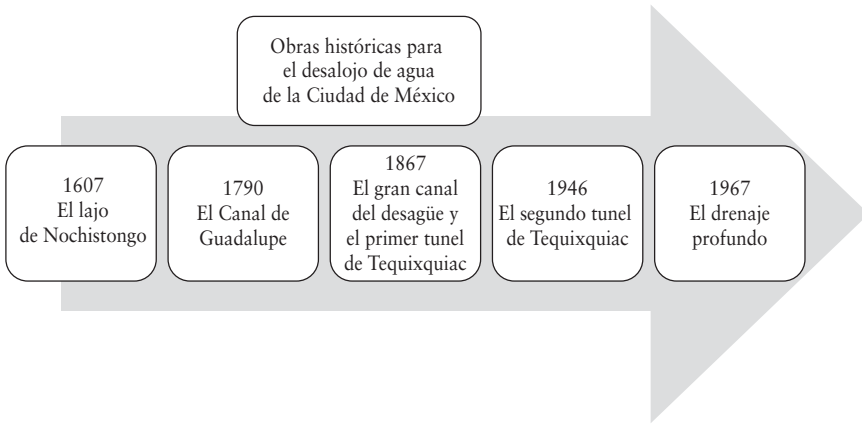 Obras históricas para
el desalojo de agua
de la Ciudad de México
1607
El lajo
de Nochistongo
1790
El Canal de
Guadalupe
1867
El gran canal
del desagüe y
el primer tunel
de Tequixquiac
1946
El segundo tunel
de Tequixquiac
1967
El drenaje
profundo